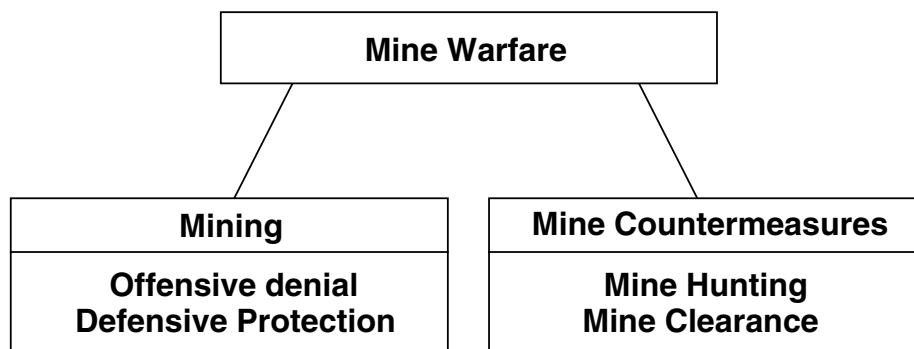 Mine Warfare
Mining
Offensive denial
Defensive Protection
Mine Countermeasures
Mine Hunting
Mine Clearance